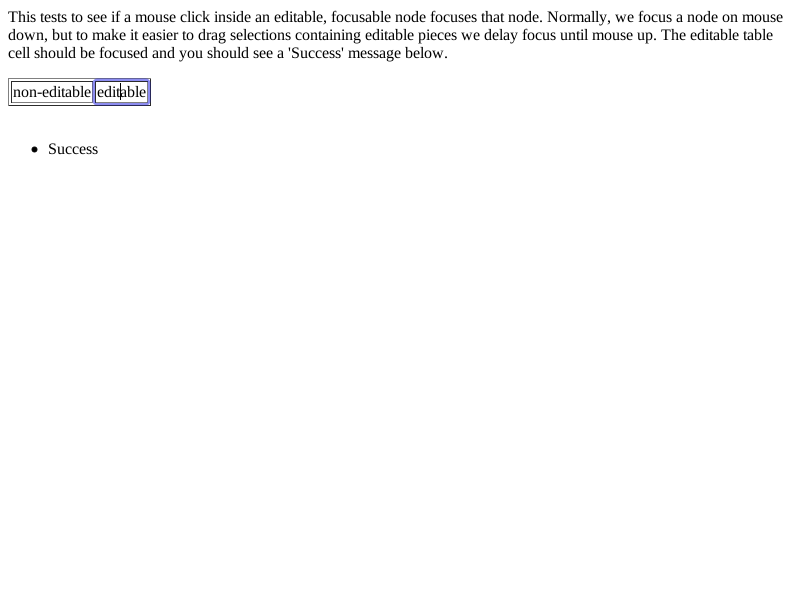 This tests to see if a mouse click inside an editable, focusable node focuses that node. Normally, we focus a node on mouse
down, but to make it easier to drag selections containing editable pieces we delay focus until mouse up. The editable table
cell should be focused and you should see a 'Success' message below.
non-editable editable
• Success